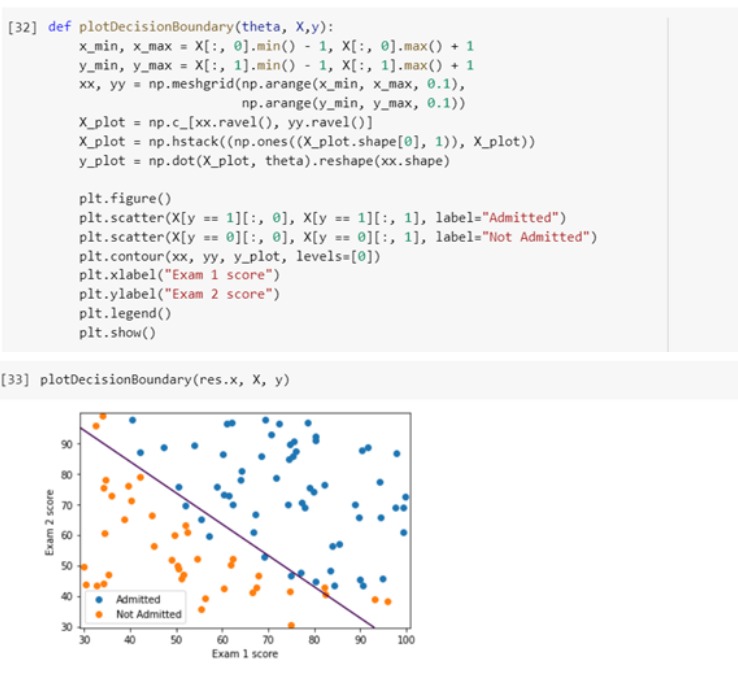 [32] def plotDecisionBoundary(theta, X,y):
x_min, x_max = X[:, 0].min() - 1, X[:, 0].max() + 1
y_min, y_max = X[:, 1].min() - 1, X[:, 1].max() + 1
xx, yy = np.meshgrid(np.arange(x_min, x_max, 0.1),
np.arange(y_min, y_max, 0.1))
X_plot = np.c_[xx.ravel(), yy.ravel()]
X_plot = np.hstack((np.ones((X_plot.shape[0], 1)), X_plot))
y_plot = np.dot(X_plot, theta).reshape(xx.shape)
plt.figure()
plt.scatter(X[y == 1][:, 0], X[y == 1][:, 1], label="Admitted")
plt.scatter(X[y == 0][:, 0], X[y == 0][:, 1], label="Not Admitted")
plt.contour(xx, yy, y_plot, levels=[0])
plt.xlabel("Exam 1 score")
plt.ylabel("Exam 2 score")
plt.legend()
plt.show()
[33] plotDecisionBoundary(res.x, X, y)
90
80
70
60
50
40
30
Exam 2 score
Admitted
Not Admitted
30 40 50 60 70 80 90 100
Exam 1 score